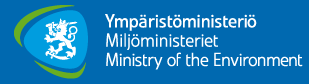 Ympäristöministeriö
Miljöministeriet
Ministry of the Environment